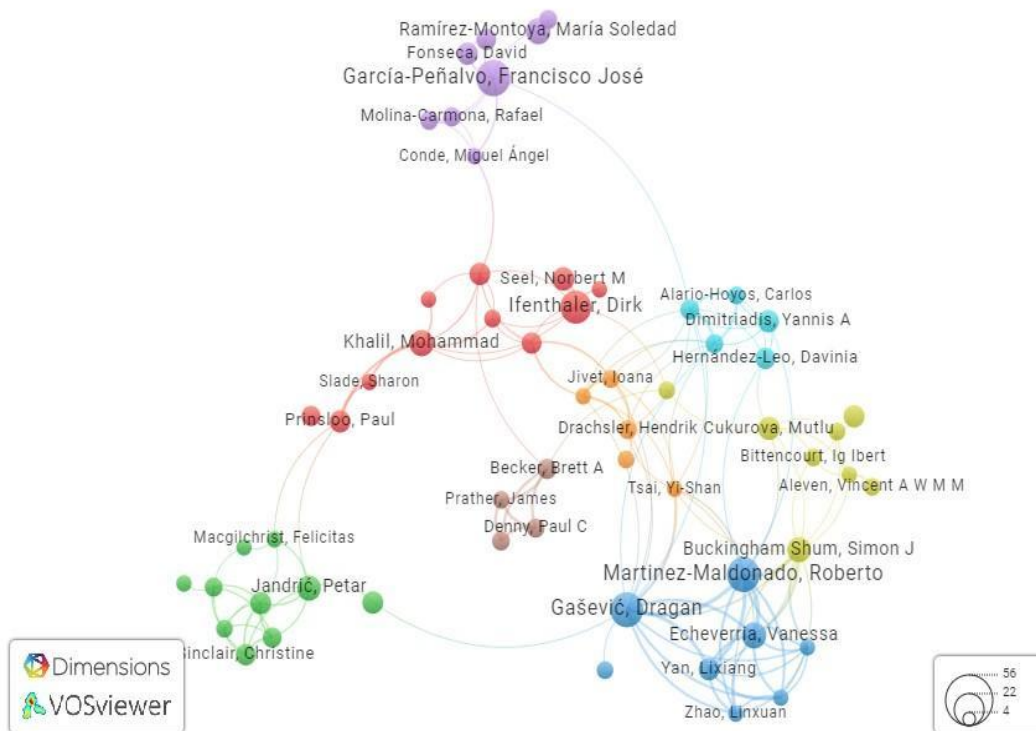 Ramírez-Montoya, María Soledad
Fonseca, David
García-Peñalvo, Francisco José
Molina-Carmona, Rafael
Conde, Miguel Ángel
Seel, Norbert M
Ifenthaler, Dirk
Alario-Hoyos, Carlos
Dimitriadis, Yannis A
Khalil, Mohammad
Hernández-Leo, Davinia
Slade, Sharon
Jivet, Ioana
Prinsloo, Paul
Drachsler, Hendrik Cukurova, Mutlu
Bittencourt, Ig Ibert
Becker, Brett A
Aleven, Vincent A W M M
Tsai, Yi-Shan
Prather, James
Denny, Paul C
Macgilchrist, Felicitas
Buckingham Shum, Simon J
Martinez-Maldonado, Roberto
Jandrić, Petar
Gašević, Dragan
Echeverria, Vanessa
Sinclair, Christine
Yan, Lixiang
Zhao, Linxuan
Dimensions
VOSviewer
56
22
4